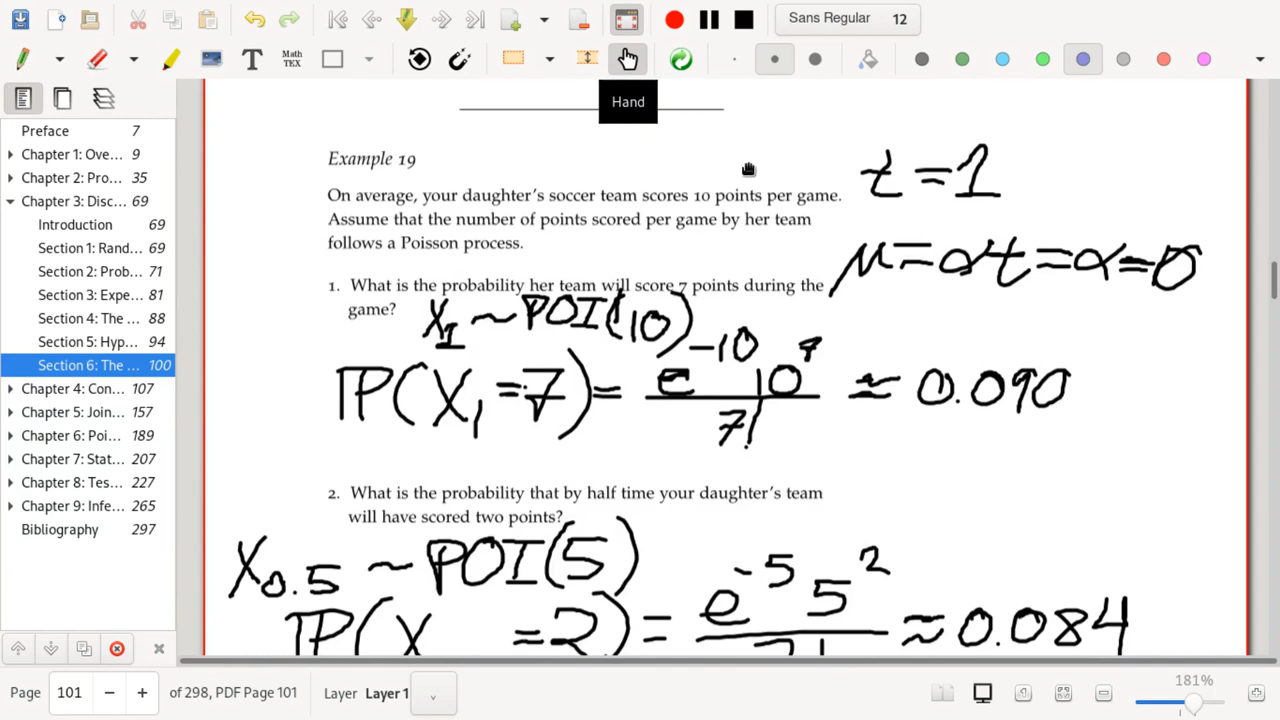 Sans Regular 12
T Math TEX
Hand
Preface 7
Chapter 1: Ove... 9
Chapter 2: Pro... 35
Chapter 3: Disc... 69
Introduction 69
Section 1: Rand... 69
Section 2: Prob... 71
Section 3: Expe... 81
Section 4: The ... 88
Section 5: Hyp... 94
Section 6: The ... 100
Chapter 4: Con... 107
Chapter 5: Join... 157
Chapter 6: Poi... 189
Chapter 7: Stat... 207
Chapter 8: Tes... 227
Chapter 9: Infe... 265
Bibliography 297
Example 19
On average, your daughter's soccer team scores 10 points per game.
Assume that the number of points scored per game by her team
follows a Poisson process.
t = 1
μ = αt = α = 10
1. What is the probability her team will score 7 points during the
game?
X₁ ~ POI(10)
ℙ(X₁ = 7) = e⁻¹⁰ 10⁷ / 7! ≈ 0.090
2. What is the probability that by half time your daughter's team
will have scored two points?
X0.5 ~ POI(5)
ℙ(X = 2) = e⁻⁵ 5² / 2! ≈ 0.084
Page 101 of 298, PDF Page 101 Layer Layer 1 181%